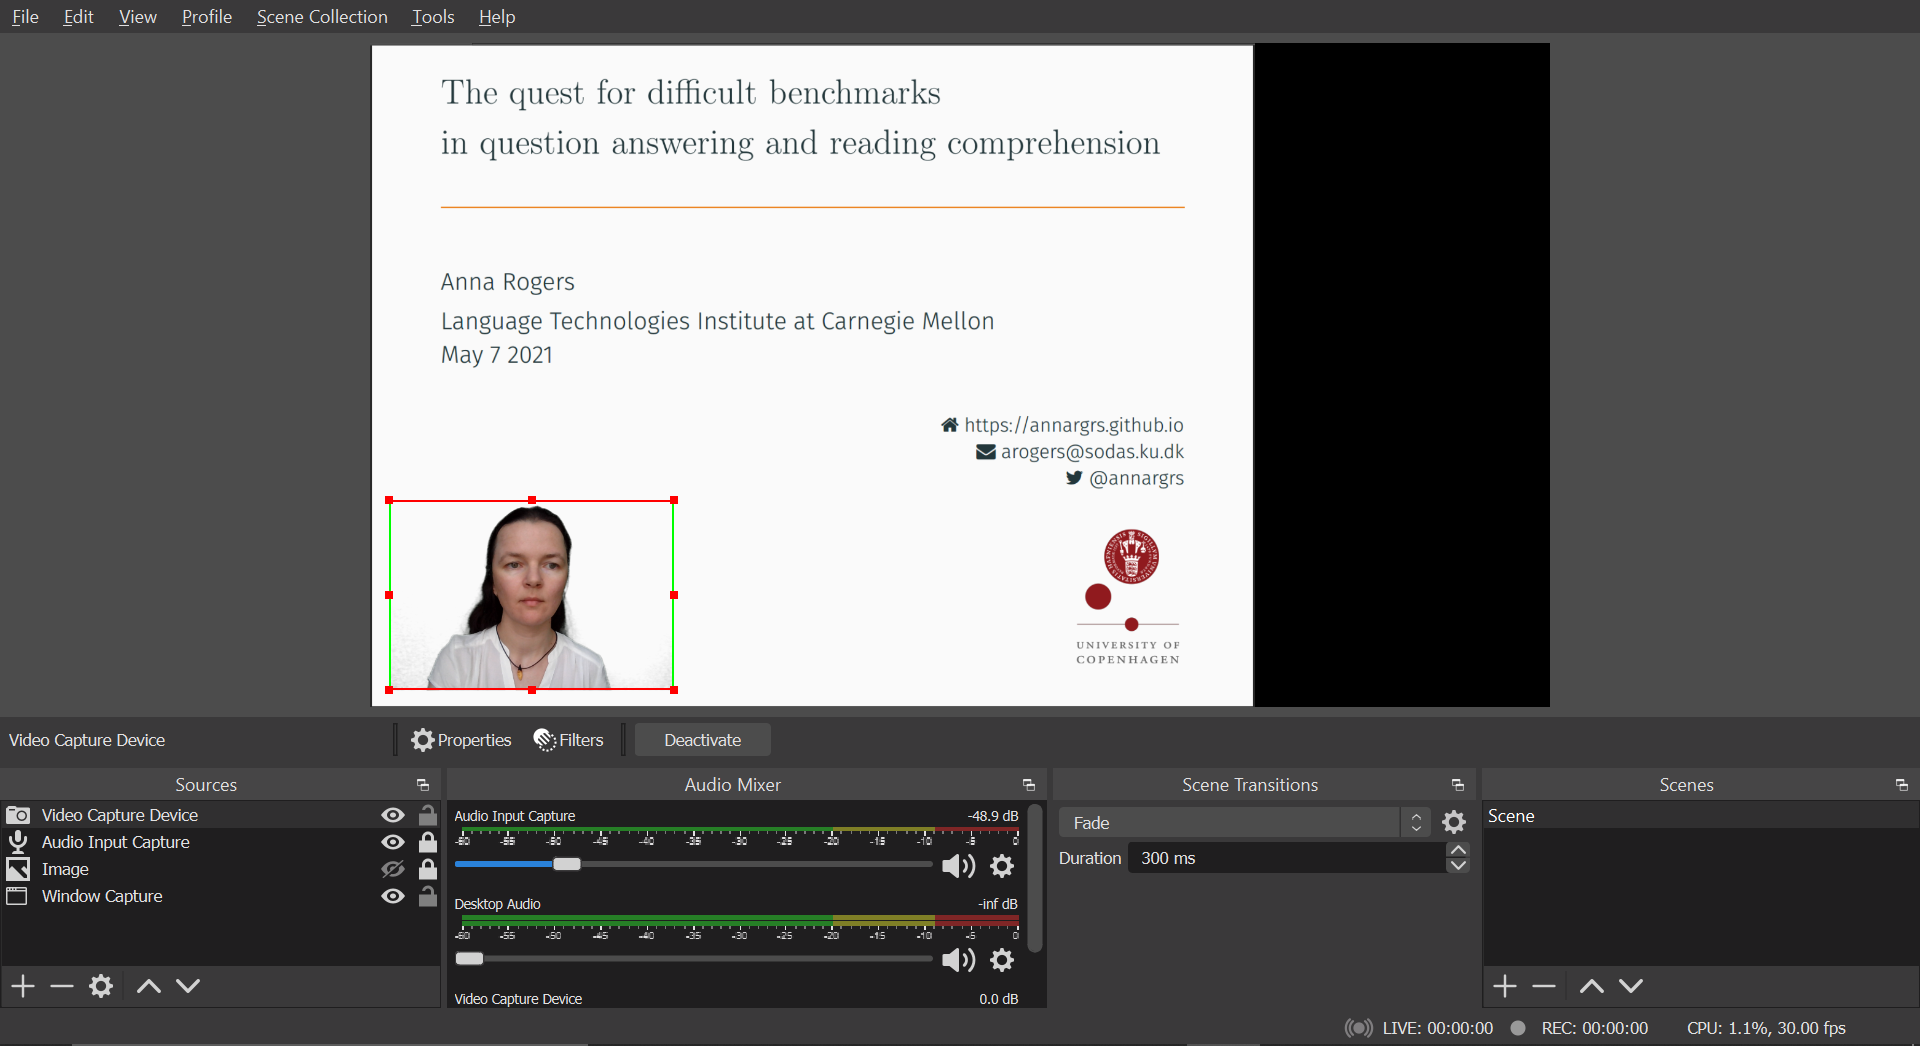 File Edit View Profile Scene Collection Tools Help
The quest for difficult benchmarks
in question answering and reading comprehension
Anna Rogers
Language Technologies Institute at Carnegie Mellon
May 7 2021
https://annargrs.github.io
arogers@sodas.ku.dk
@annargrs
UNIVERSITY OF
COPENHAGEN
Video Capture Device Properties Filters Deactivate
Sources
Video Capture Device
Audio Input Capture
Image
Window Capture
Audio Mixer
Audio Input Capture -48.9 dB
-60 -55 -50 -45 -40 -35 -30 -25 -20 -15 -10 -5 0
Desktop Audio -inf dB
-60 -55 -50 -45 -40 -35 -30 -25 -20 -15 -10 -5 0
Video Capture Device 0.0 dB
Scene Transitions
Fade
Duration 300 ms
Scenes
Scene
LIVE: 00:00:00 REC: 00:00:00 CPU: 1.1%, 30.00 fps